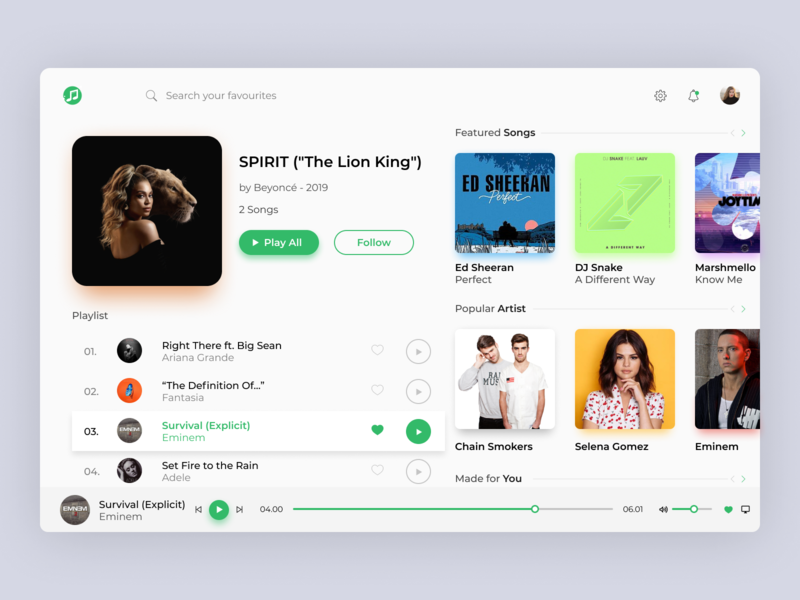 Search your favourites
SPIRIT ("The Lion King")
by Beyoncé - 2019
2 Songs
Play All
Follow
Playlist
01.
Right There ft. Big Sean
Ariana Grande
02.
“The Definition Of...”
Fantasia
EMINEM
03.
Survival (Explicit)
Eminem
04.
Set Fire to the Rain
Adele
Featured Songs
ED SHEERAN
Perfect
Ed Sheeran
Perfect
DJ SNAKE FEAT. LAUV
A DIFFERENT WAY
DJ Snake
A Different Way
JOYTIM
Marshmello
Know Me
Popular Artist
Chain Smokers
Selena Gomez
Eminem
Made for You
EMINEM
Survival (Explicit)
Eminem
04.00
06.01